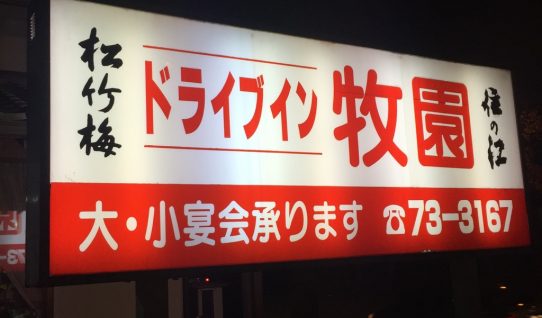 松竹梅
ドライブイン
牧園
住の江
大・小宴会承ります ☎73-3167